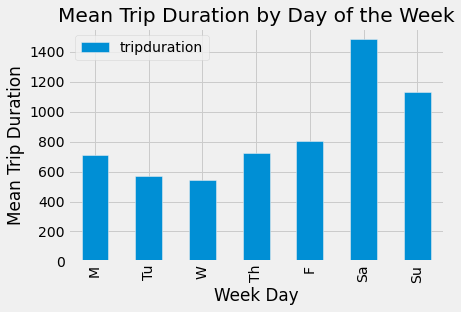 Mean Trip Duration by Day of the Week
tripduration
Mean Trip Duration
1400
1200
1000
800
600
400
200
0
M Tu W Th F Sa Su
Week Day